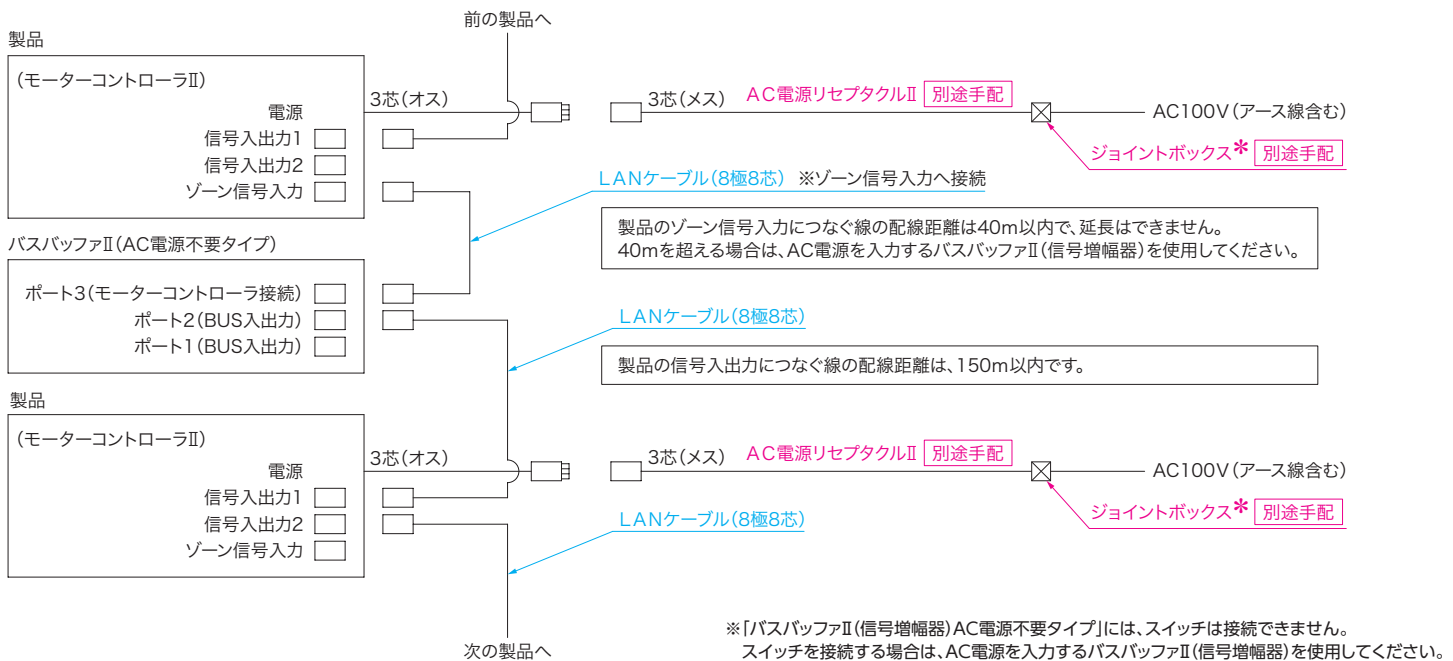 前の製品へ
製品
(モーターコントローラⅡ)
電源
信号入出力1
信号入出力2
ゾーン信号入力
3芯(オス)
3芯(メス)
AC電源リセプタクルⅡ 別途手配
AC100V(アース線含む)
ジョイントボックス* 別途手配
LANケーブル(8極8芯) ※ゾーン信号入力へ接続
製品のゾーン信号入力につなぐ線の配線距離は40m以内で、延長はできません。
40mを超える場合は、AC電源を入力するバスバッファⅡ(信号増幅器)を使用してください。
バスバッファⅡ(AC電源不要タイプ)
ポート3(モーターコントローラ接続)
ポート2(BUS入出力)
ポート1(BUS入出力)
LANケーブル(8極8芯)
製品の信号入出力につなぐ線の配線距離は、150m以内です。
製品
(モーターコントローラⅡ)
電源
信号入出力1
信号入出力2
ゾーン信号入力
3芯(オス)
3芯(メス)
AC電源リセプタクルⅡ 別途手配
AC100V(アース線含む)
ジョイントボックス* 別途手配
LANケーブル(8極8芯)
次の製品へ
※「バスバッファⅡ(信号増幅器)AC電源不要タイプ」には、スイッチは接続できません。
スイッチを接続する場合は、AC電源を入力するバスバッファⅡ(信号増幅器)を使用してください。